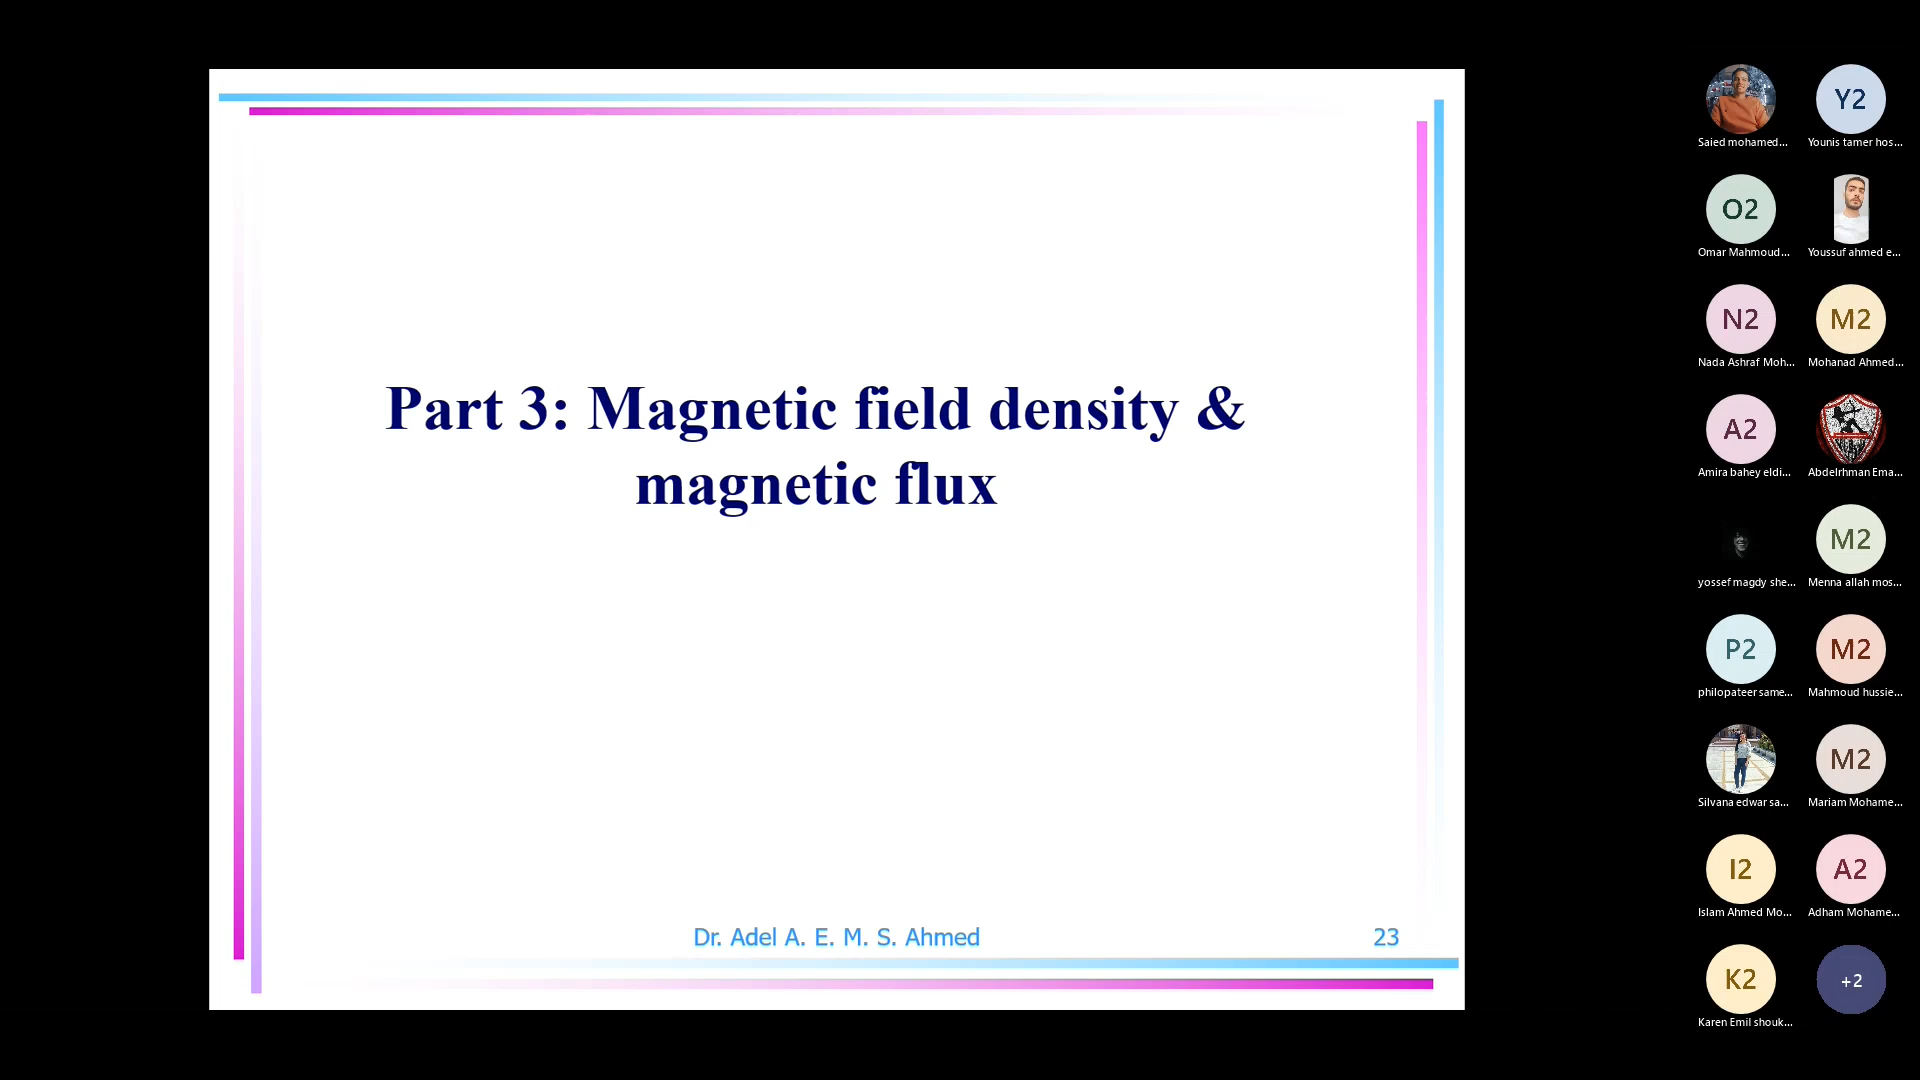 Part 3: Magnetic field density &
magnetic flux
Dr. Adel A. E. M. S. Ahmed
23
Saied mohamed...
Y2
Younis tamer hos...
O2
Omar Mahmoud...
Youssuf ahmed e...
N2
Nada Ashraf Moh...
M2
Mohanad Ahmed...
A2
Amira bahey eldi...
Abdelrhman Ema...
yossef magdy she...
M2
Menna allah mos...
P2
philopateer same...
M2
Mahmoud hussie...
Silvana edwar sa...
M2
Mariam Mohame...
I2
Islam Ahmed Mo...
A2
Adham Mohame...
K2
Karen Emil shouk...
+2